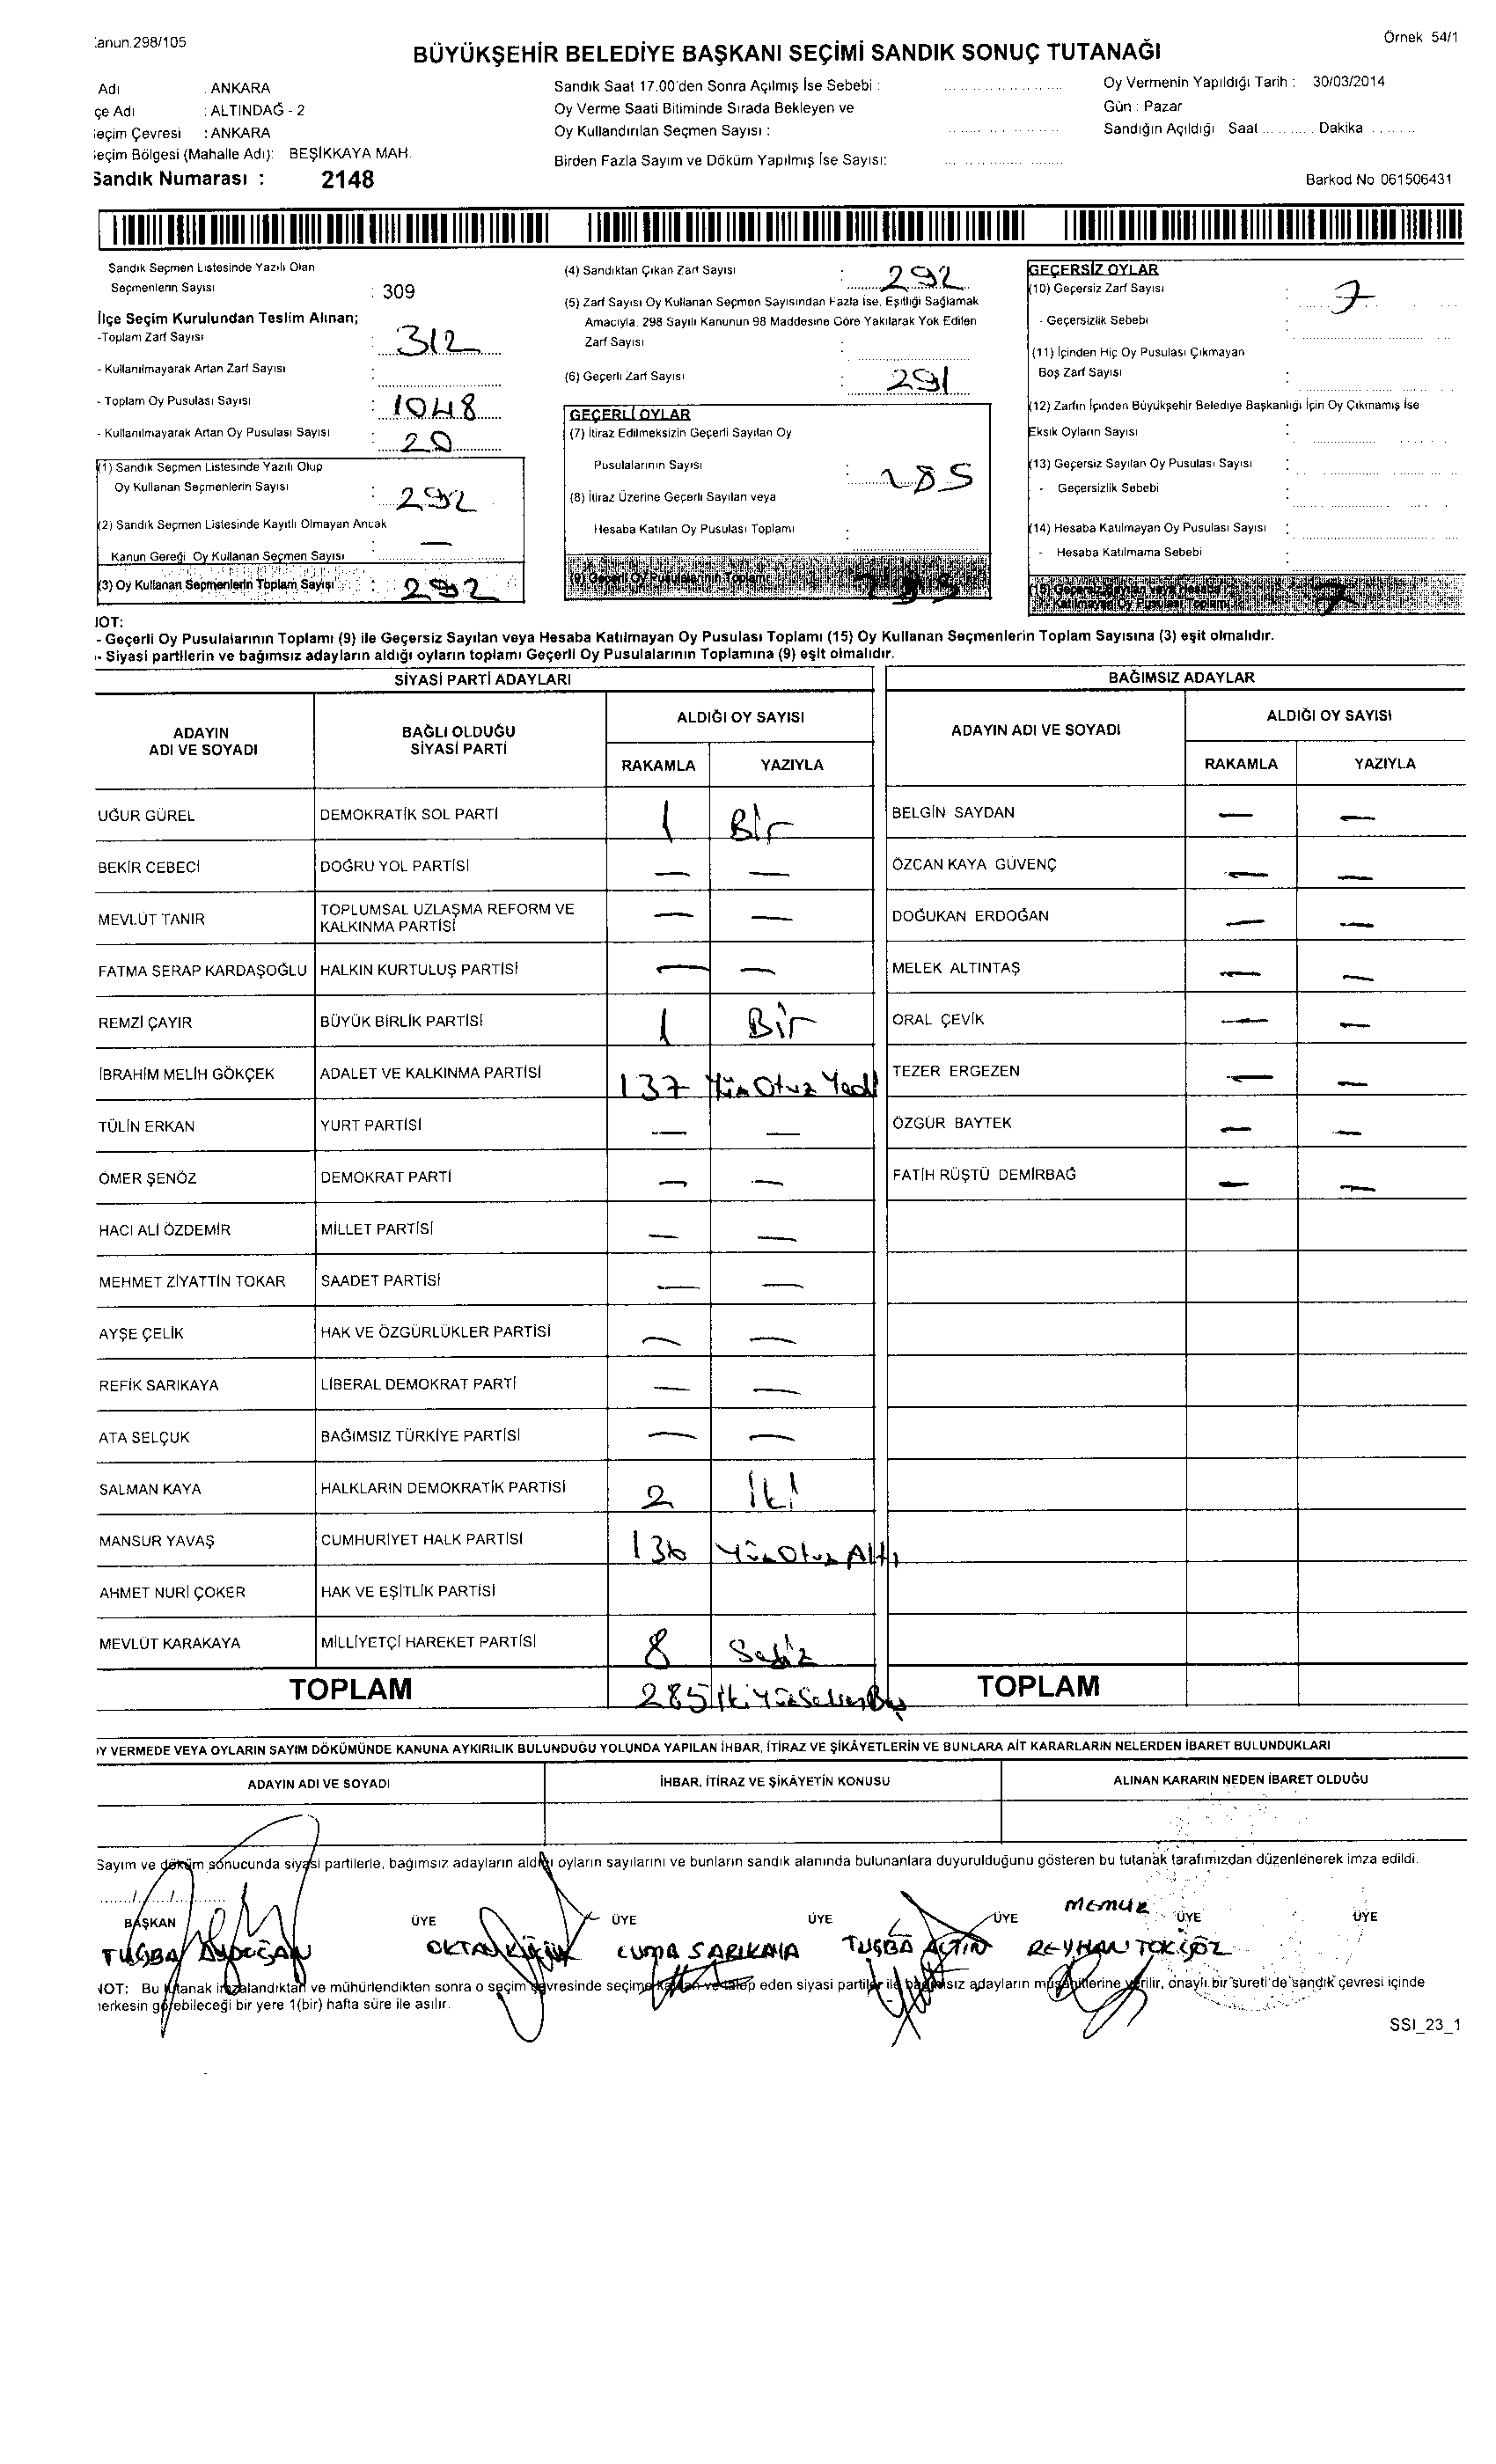 Kanun.298/105
Örnek 54/1
BÜYÜKŞEHİR BELEDİYE BAŞKANI SEÇİMİ SANDIK SONUÇ TUTANAĞI
Adı : ANKARA
çe Adı : ALTINDAĞ - 2
eçim Çevresi : ANKARA
eçim Bölgesi (Mahalle Adı): BEŞİKKAYA MAH.
Sandık Numarası : 2148
Sandık Saat 17.00'den Sonra Açılmış İse Sebebi :
Oy Verme Saati Bitiminde Sırada Bekleyen ve
Oy Kullandırılan Seçmen Sayısı :
Birden Fazla Sayım ve Döküm Yapılmış İse Sayısı:
Oy Vermenin Yapıldığı Tarih : 30/03/2014
Gün : Pazar
Sandığın Açıldığı Saat ........... Dakika ........
Barkod No 061506431
Sandık Seçmen Listesinde Yazılı Olan
Seçmenlerin Sayısı : 309
İlçe Seçim Kurulundan Teslim Alınan;
-Toplam Zarf Sayısı : 312
- Kullanılmayarak Artan Zarf Sayısı :
- Toplam Oy Pusulası Sayısı : 1048
- Kullanılmayarak Artan Oy Pusulası Sayısı : 20
(1) Sandık Seçmen Listesinde Yazılı Olup
Oy Kullanan Seçmenlerin Sayısı : 292
(2) Sandık Seçmen Listesinde Kayıtlı Olmayan Ancak
Kanun Gereği Oy Kullanan Seçmen Sayısı : —
(3) Oy Kullanan Seçmenlerin Toplam Sayısı : 292
(4) Sandıktan Çıkan Zarf Sayısı : 292
(5) Zarf Sayısı Oy Kullanan Seçmen Sayısından Fazla ise, Eşitliği Sağlamak
Amacıyla, 298 Sayılı Kanunun 98 Maddesine Göre Yakılarak Yok Edilen
Zarf Sayısı :
(6) Geçerli Zarf Sayısı : 291
GEÇERLİ OYLAR
(7) İtiraz Edilmeksizin Geçerli Sayılan Oy
Pusulalarının Sayısı : 285
(8) İtiraz Üzerine Geçerli Sayılan veya
Hesaba Katılan Oy Pusulası Toplamı :
(9) Geçerli Oy Pusulalarının Toplamı 285
GEÇERSİZ OYLAR
(10) Geçersiz Zarf Sayısı : 7
- Geçersizlik Sebebi :
(11) İçinden Hiç Oy Pusulası Çıkmayan
Boş Zarf Sayısı :
(12) Zarfın İçinden Büyükşehir Belediye Başkanlığı İçin Oy Çıkmamış İse
Eksik Oyların Sayısı :
(13) Geçersiz Sayılan Oy Pusulası Sayısı :
- Geçersizlik Sebebi :
(14) Hesaba Katılmayan Oy Pusulası Sayısı :
- Hesaba Katılmama Sebebi :
(15) Geçersiz Sayılan veya Hesaba
Katılmayan Oy Pusulası Toplamı : 7
NOT:
- Geçerli Oy Pusulalarının Toplamı (9) ile Geçersiz Sayılan veya Hesaba Katılmayan Oy Pusulası Toplamı (15) Oy Kullanan Seçmenlerin Toplam Sayısına (3) eşit olmalıdır.
- Siyasi partilerin ve bağımsız adayların aldığı oyların toplamı Geçerli Oy Pusulalarının Toplamına (9) eşit olmalıdır.
SİYASİ PARTİ ADAYLARI
ADAYIN ADI VE SOYADI BAĞLI OLDUĞU SİYASİ PARTİ ALDIĞI OY SAYISI RAKAMLA YAZIYLA
UĞUR GÜREL DEMOKRATİK SOL PARTİ 1 Bir
BEKİR CEBECİ DOĞRU YOL PARTİSİ — —
MEVLÜT TANIR TOPLUMSAL UZLAŞMA REFORM VE KALKINMA PARTİSİ — —
FATMA SERAP KARDAŞOĞLU HALKIN KURTULUŞ PARTİSİ — —
REMZİ ÇAYIR BÜYÜK BİRLİK PARTİSİ 1 Bir
İBRAHİM MELİH GÖKÇEK ADALET VE KALKINMA PARTİSİ 137 Yüz Otuz Yedi
TÜLİN ERKAN YURT PARTİSİ — —
ÖMER ŞENÖZ DEMOKRAT PARTİ — —
HACI ALİ ÖZDEMİR MİLLET PARTİSİ — —
MEHMET ZİYATTİN TOKAR SAADET PARTİSİ — —
AYŞE ÇELİK HAK VE ÖZGÜRLÜKLER PARTİSİ — —
REFİK SARIKAYA LİBERAL DEMOKRAT PARTİ — —
ATA SELÇUK BAĞIMSIZ TÜRKİYE PARTİSİ — —
SALMAN KAYA HALKLARIN DEMOKRATİK PARTİSİ 2 İki
MANSUR YAVAŞ CUMHURİYET HALK PARTİSİ 136 Yüz Otuz Altı
AHMET NURİ ÇOKER HAK VE EŞİTLİK PARTİSİ
MEVLÜT KARAKAYA MİLLİYETÇİ HAREKET PARTİSİ 8 Sekiz
TOPLAM 285 İki Yüz Seksen Beş
BAĞIMSIZ ADAYLAR
ADAYIN ADI VE SOYADI ALDIĞI OY SAYISI RAKAMLA YAZIYLA
BELGİN SAYDAN — —
ÖZCAN KAYA GÜVENÇ — —
DOĞUKAN ERDOĞAN — —
MELEK ALTINTAŞ — —
ORAL ÇEVİK — —
TEZER ERGEZEN — —
ÖZGÜR BAYTEK — —
FATİH RÜŞTÜ DEMİRBAĞ — —
TOPLAM
OY VERMEDE VEYA OYLARIN SAYIM DÖKÜMÜNDE KANUNA AYKIRILIK BULUNDUĞU YOLUNDA YAPILAN İHBAR, İTİRAZ VE ŞİKÂYETLERİN VE BUNLARA AİT KARARLARIN NELERDEN İBARET BULUNDUKLARI
ADAYIN ADI VE SOYADI İHBAR, İTİRAZ VE ŞİKÂYETİN KONUSU ALINAN KARARIN NEDEN İBARET OLDUĞU
Sayım ve döküm sonucunda siyasi partilerle, bağımsız adayların aldığı oyların sayılarını ve bunların sandık alanında bulunanlara duyurulduğunu gösteren bu tutanak tarafımızdan düzenlenerek imza edildi.
....../....../...........
BAŞKAN ÜYE ÜYE ÜYE ÜYE MEMUR ÜYE ÜYE
TUĞBA AYDOĞAN OKTAY KÜÇÜK CUMA SARIKAYA TUĞBA ALTIN REYHAN TOKGÖZ
NOT: Bu tutanak imzalandıktan ve mühürlendikten sonra o seçim çevresinde seçime katılan ve talep eden siyasi partiler ile bağımsız adayların müşahitlerine verilir, onaylı bir sureti de sandık çevresi içinde
herkesin görebileceği bir yere 1(bir) hafta süre ile asılır.
SSI_23_1